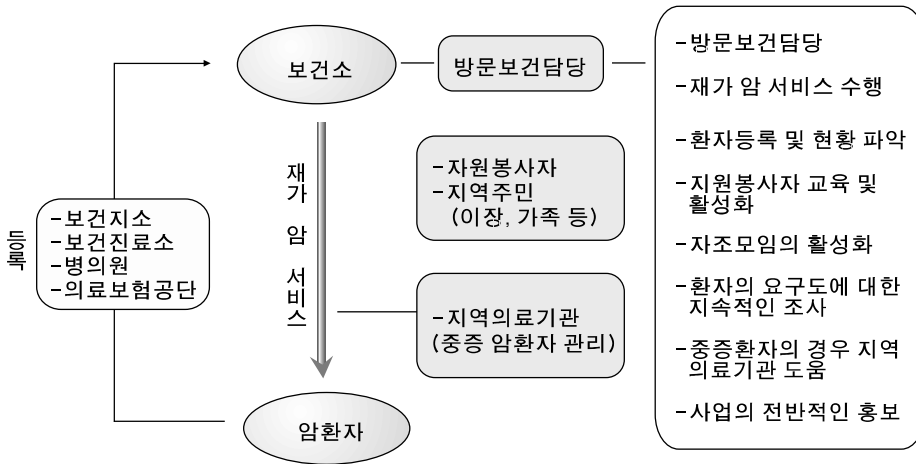 보건소
방문보건담당
재가 암 서비스
-자원봉사자
-지역주민
(이장, 가족 등)
등록
-보건지소
-보건진료소
-병의원
-의료보험공단
-지역의료기관
(중증 암환자 관리)
암환자
-방문보건담당
-재가 암 서비스 수행
-환자등록 및 현황 파악
-지원봉사자 교육 및
활성화
-자조모임의 활성화
-환자의 요구도에 대한
지속적인 조사
-중증환자의 경우 지역
의료기관 도움
-사업의 전반적인 홍보